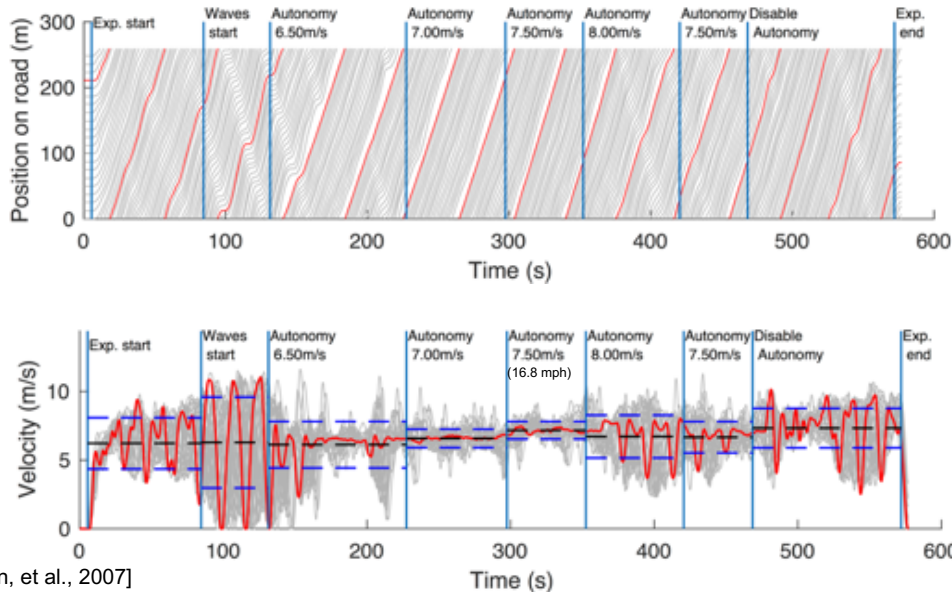 Exp. start
Waves start
Autonomy 6.50m/s
Autonomy 7.00m/s
Autonomy 7.50m/s
Autonomy 8.00m/s
Autonomy 7.50m/s
Disable Autonomy
Exp. end
Position on road (m)
300
200
100
0
0 100 200 300 400 500 600
Time (s)
Exp. start
Waves start
Autonomy 6.50m/s
Autonomy 7.00m/s
Autonomy 7.50m/s
(16.8 mph)
Autonomy 8.00m/s
Autonomy 7.50m/s
Disable Autonomy
Exp. end
Velocity (m/s)
10
5
0
0 100 200 300 400 500 600
Time (s)
n, et al., 2007]